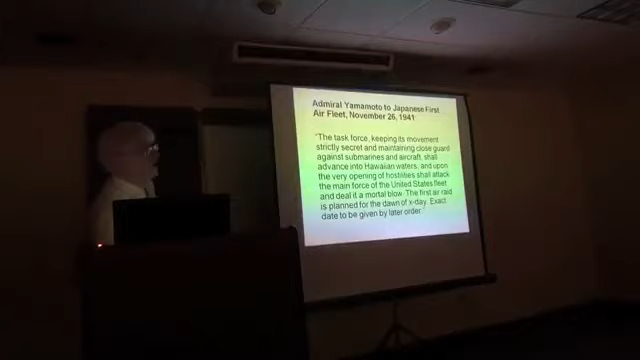 Admiral Yamamoto to Japanese First
Air Fleet, November 26, 1941
"The task force, keeping its movement
strictly secret and maintaining close guard
against submarines and aircraft, shall
advance into Hawaiian waters, and upon
the very opening of hostilities shall attack
the main force of the United States fleet
and deal it a mortal blow. The first air raid
is planned for the dawn of x-day. Exact
date to be given by later order."